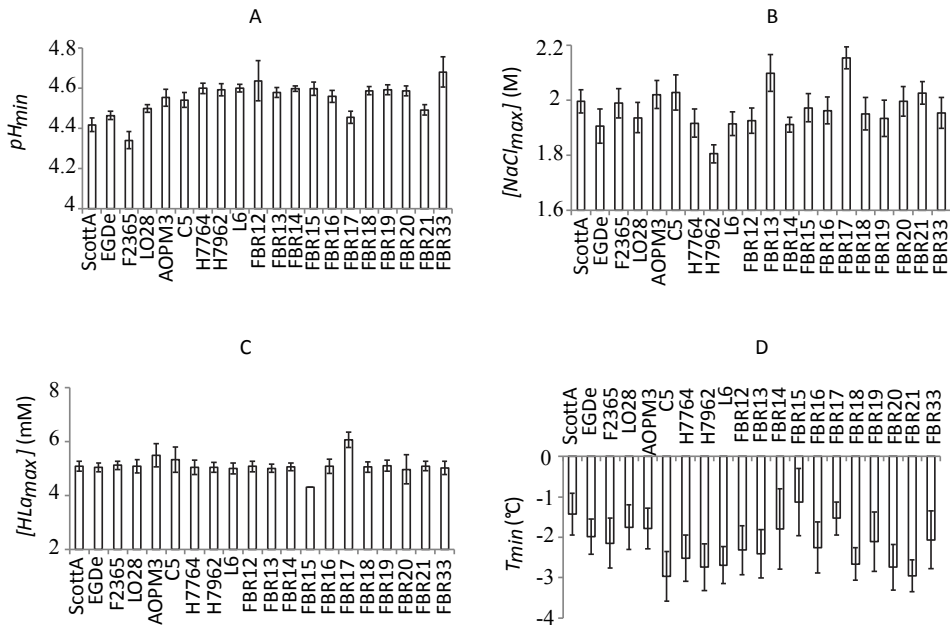 A
pHmin
4.8
4.6
4.4
4.2
4
ScottA
EGDe
F2365
LO28
AOPM3
C5
H7764
H7962
L6
FBR12
FBR13
FBR14
FBR15
FBR16
FBR17
FBR18
FBR19
FBR20
FBR21
FBR33
B
[NaClmax] (M)
2.2
2
1.8
1.6
ScottA
EGDe
F2365
LO28
AOPM3
C5
H7764
H7962
L6
FBR12
FBR13
FBR14
FBR15
FBR16
FBR17
FBR18
FBR19
FBR20
FBR21
FBR33
C
[HLamax] (mM)
8
6
4
2
ScottA
EGDe
F2365
LO28
AOPM3
C5
H7764
H7962
L6
FBR12
FBR13
FBR14
FBR15
FBR16
FBR17
FBR18
FBR19
FBR20
FBR21
FBR33
D
ScottA
EGDe
F2365
LO28
AOPM3
C5
H7764
H7962
L6
FBR12
FBR13
FBR14
FBR15
FBR16
FBR17
FBR18
FBR19
FBR20
FBR21
FBR33
Tmin (°C)
0
-1
-2
-3
-4